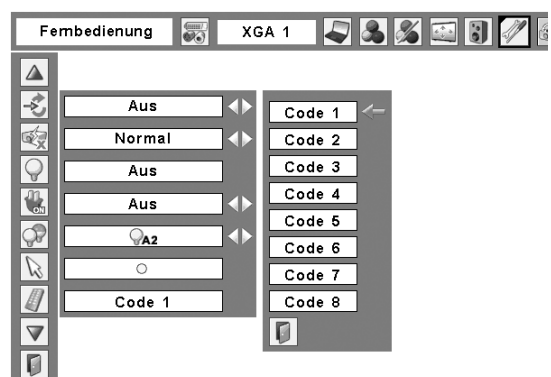 Fernbedienung
XGA 1
Aus
Normal
Aus
ON
Aus
A2
Code 1
Code 1
Code 2
Code 3
Code 4
Code 5
Code 6
Code 7
Code 8